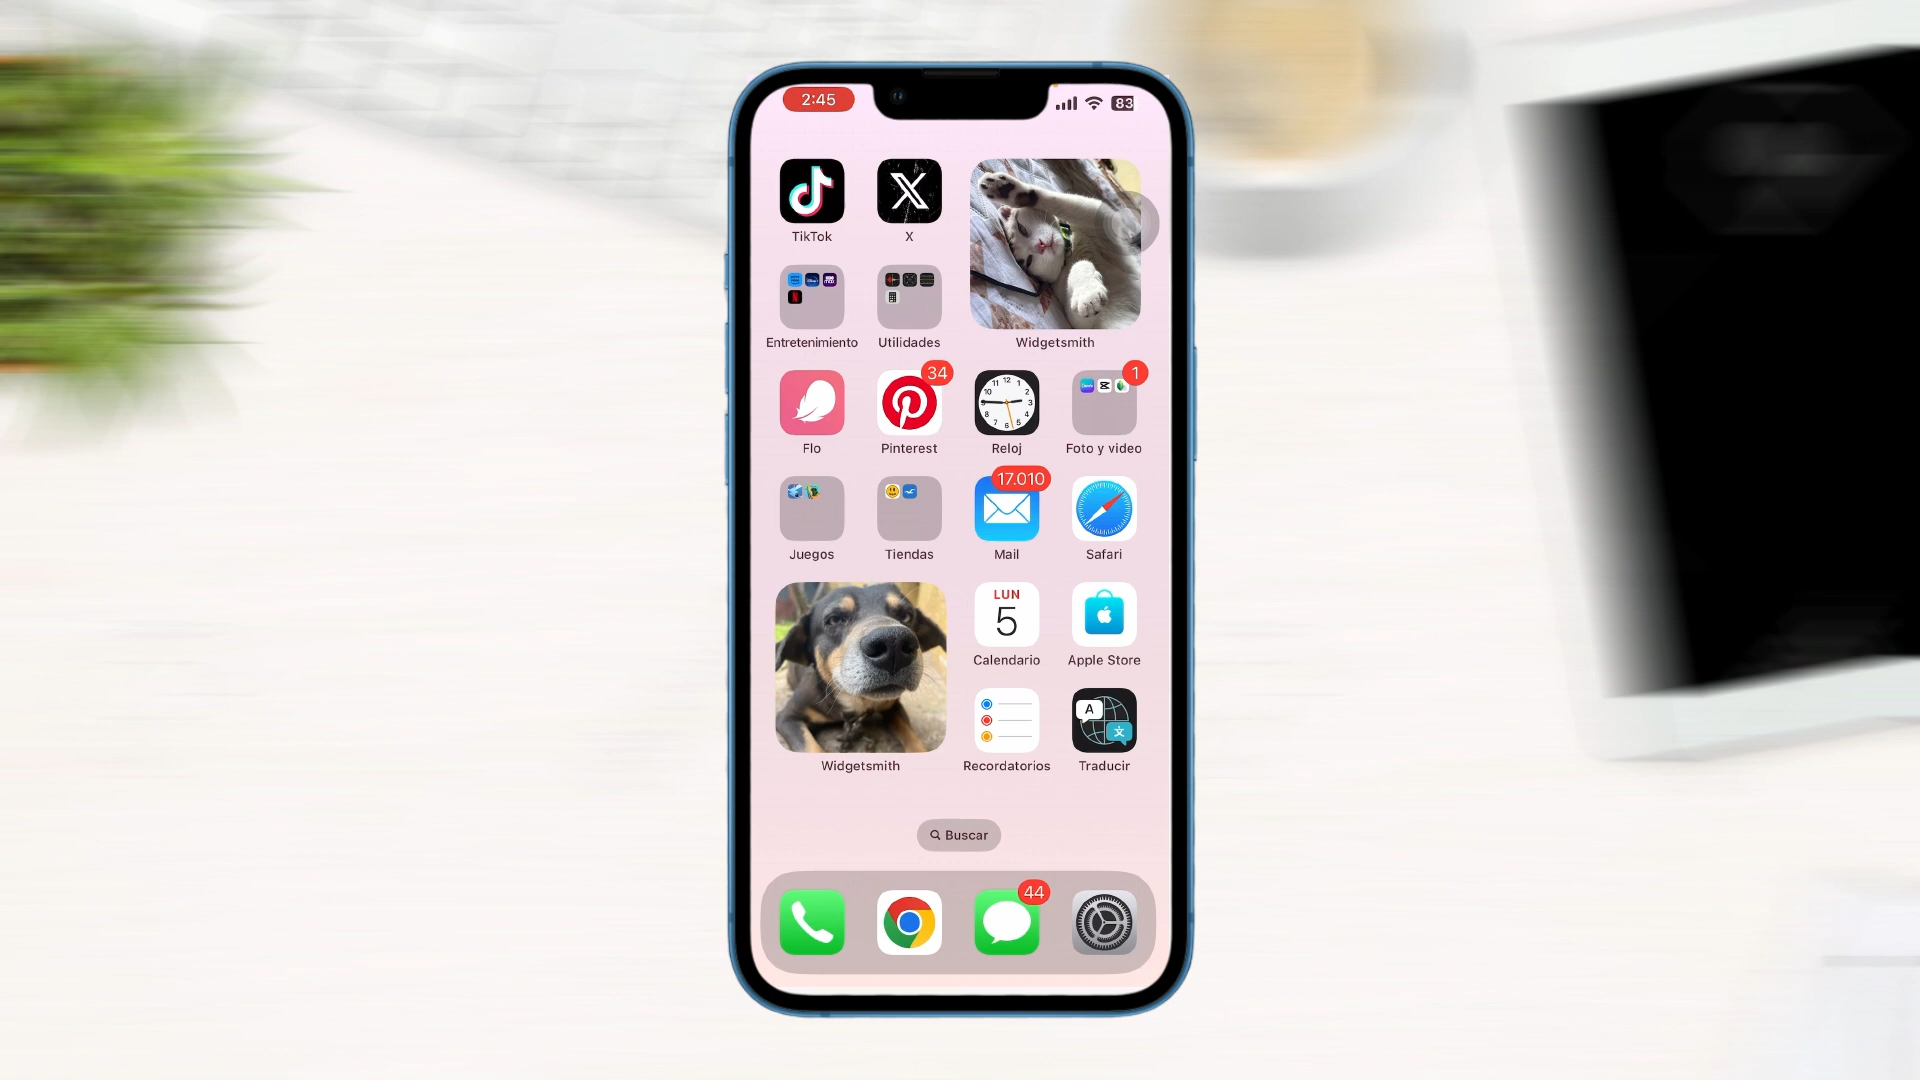 2:45
83
TikTok
X
Entretenimiento
Utilidades
Widgetsmith
34
1
Flo
Pinterest
Reloj
Foto y video
17.010
Juegos
Tiendas
Mail
Safari
LUN
5
Calendario
Apple Store
A
文
Widgetsmith
Recordatorios
Traducir
Buscar
44